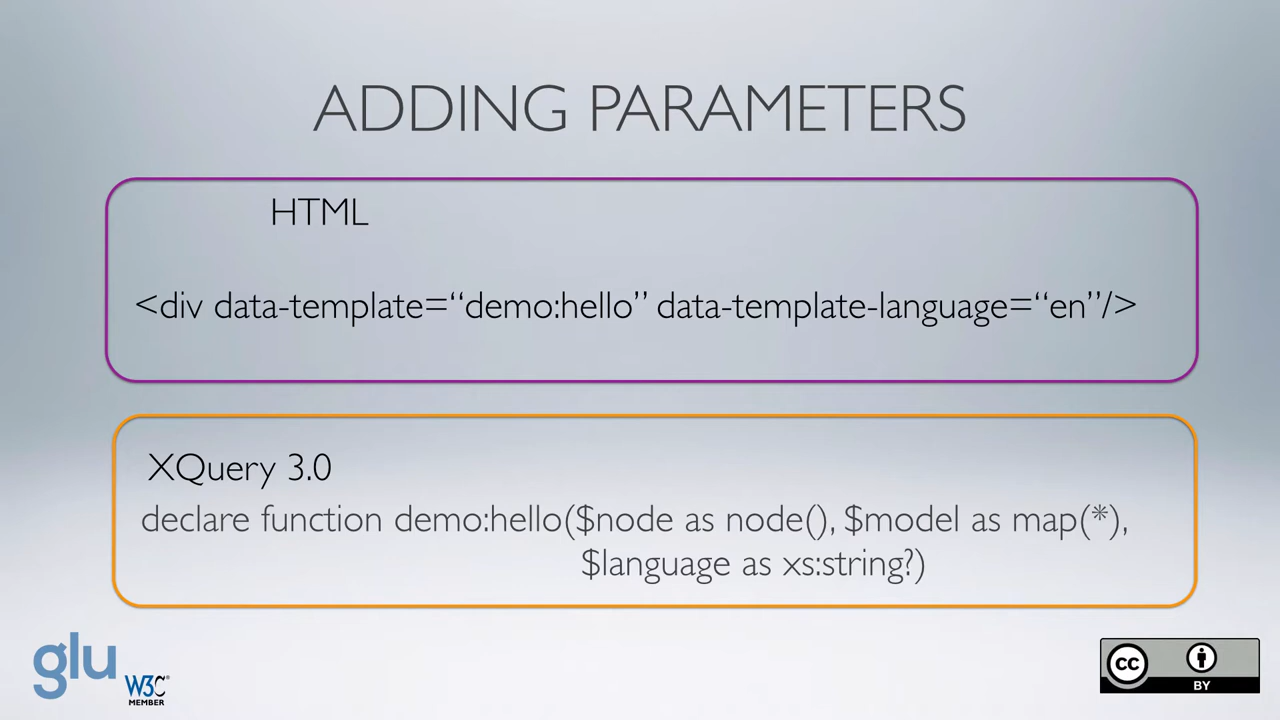 ADDING PARAMETERS
HTML
<div data-template=“demo:hello” data-template-language=“en”/>
XQuery 3.0
declare function demo:hello($node as node(), $model as map(*),
$language as xs:string?)
glu
W3C®
MEMBER
cc
BY